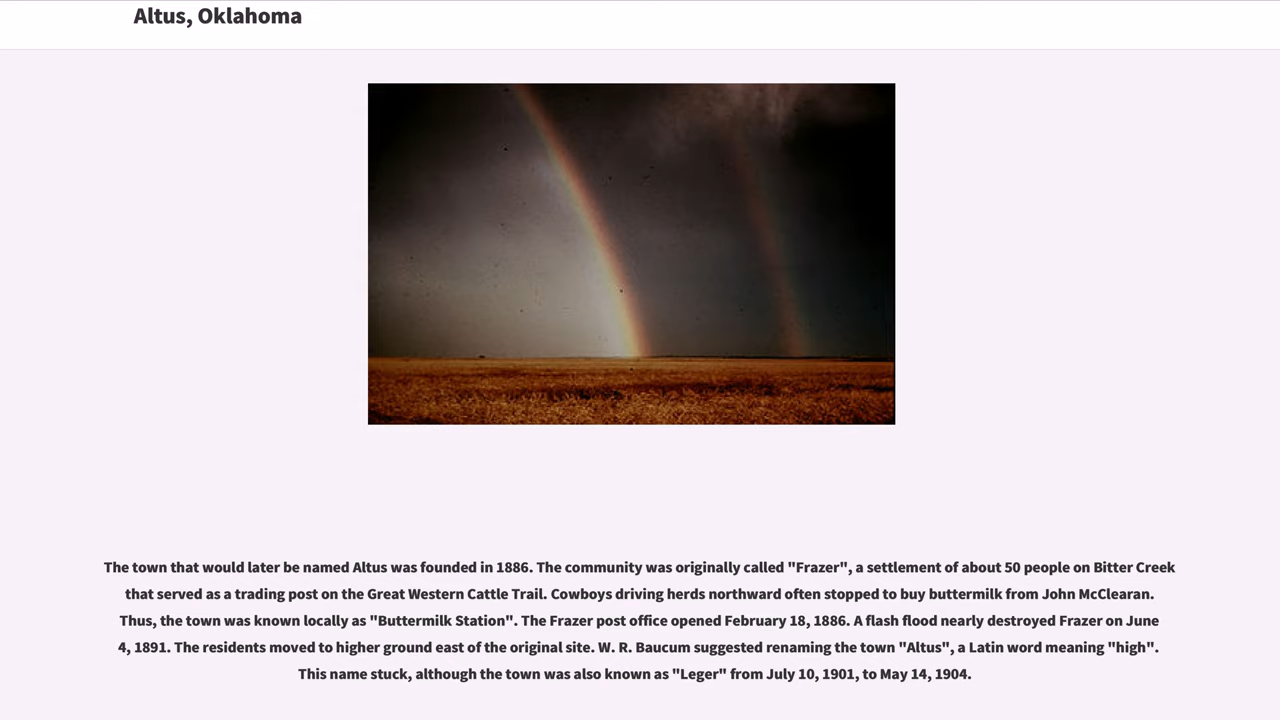 Altus, Oklahoma
The town that would later be named Altus was founded in 1886. The community was originally called "Frazer", a settlement of about 50 people on Bitter Creek
that served as a trading post on the Great Western Cattle Trail. Cowboys driving herds northward often stopped to buy buttermilk from John McClearan.
Thus, the town was known locally as "Buttermilk Station". The Frazer post office opened February 18, 1886. A flash flood nearly destroyed Frazer on June
4, 1891. The residents moved to higher ground east of the original site. W. R. Baucum suggested renaming the town "Altus", a Latin word meaning "high".
This name stuck, although the town was also known as "Leger" from July 10, 1901, to May 14, 1904.